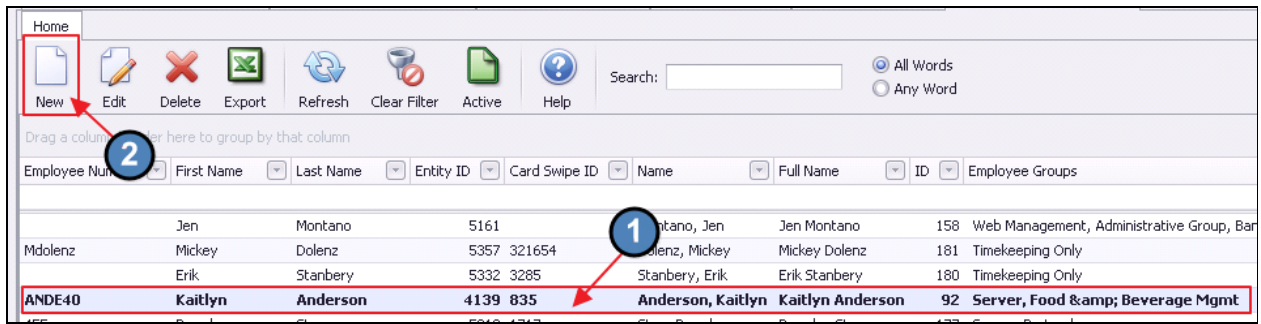 Home
New Edit Delete Export Refresh Clear Filter Active Help Search: All Words
Any Word
2
Drag a column here to group by that column
Employee First Name Last Name Entity ID Card Swipe ID Name Full Name ID Employee Groups
1
Jen Montano 5161 Jen Jen Montano 158 Web Management, Administrative Group,
Mdolenz Mickey Dolenz 5357 321654 Mickey Mickey Dolenz 181 Timekeeping Only
Erik Stanbery 5332 3285 Stanbery, Erik Erik Stanbery 180 Timekeeping Only
ANDE40 Kaitlyn Anderson 4139 835 Anderson, Kaitlyn Kaitlyn Anderson 92 Server, Food &amp; Beverage Mgmt